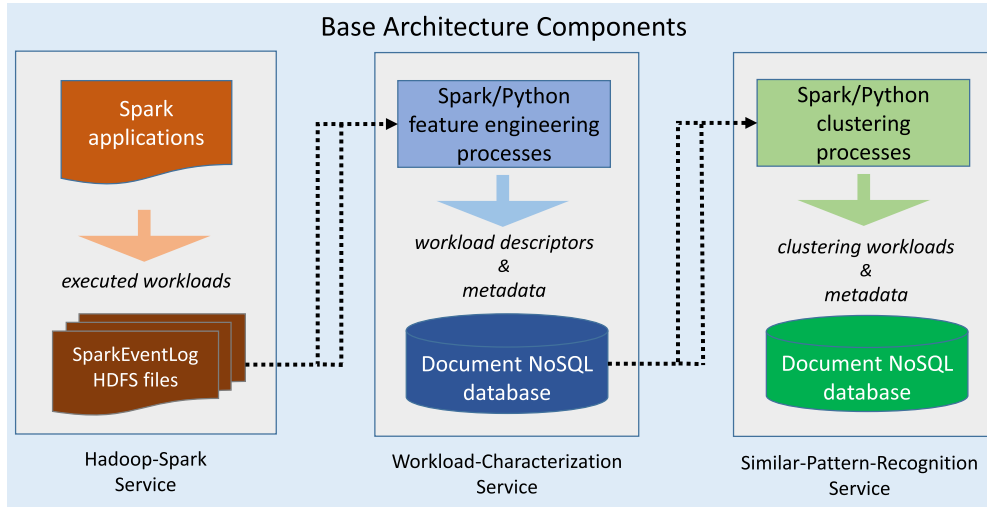 Base Architecture Components
Spark
applications
executed workloads
SparkEventLog
HDFS files
Hadoop-Spark
Service
Spark/Python
feature engineering
processes
workload descriptors
&
metadata
Document NoSQL
database
Workload-Characterization
Service
Spark/Python
clustering
processes
clustering workloads
&
metadata
Document NoSQL
database
Similar-Pattern-Recognition
Service